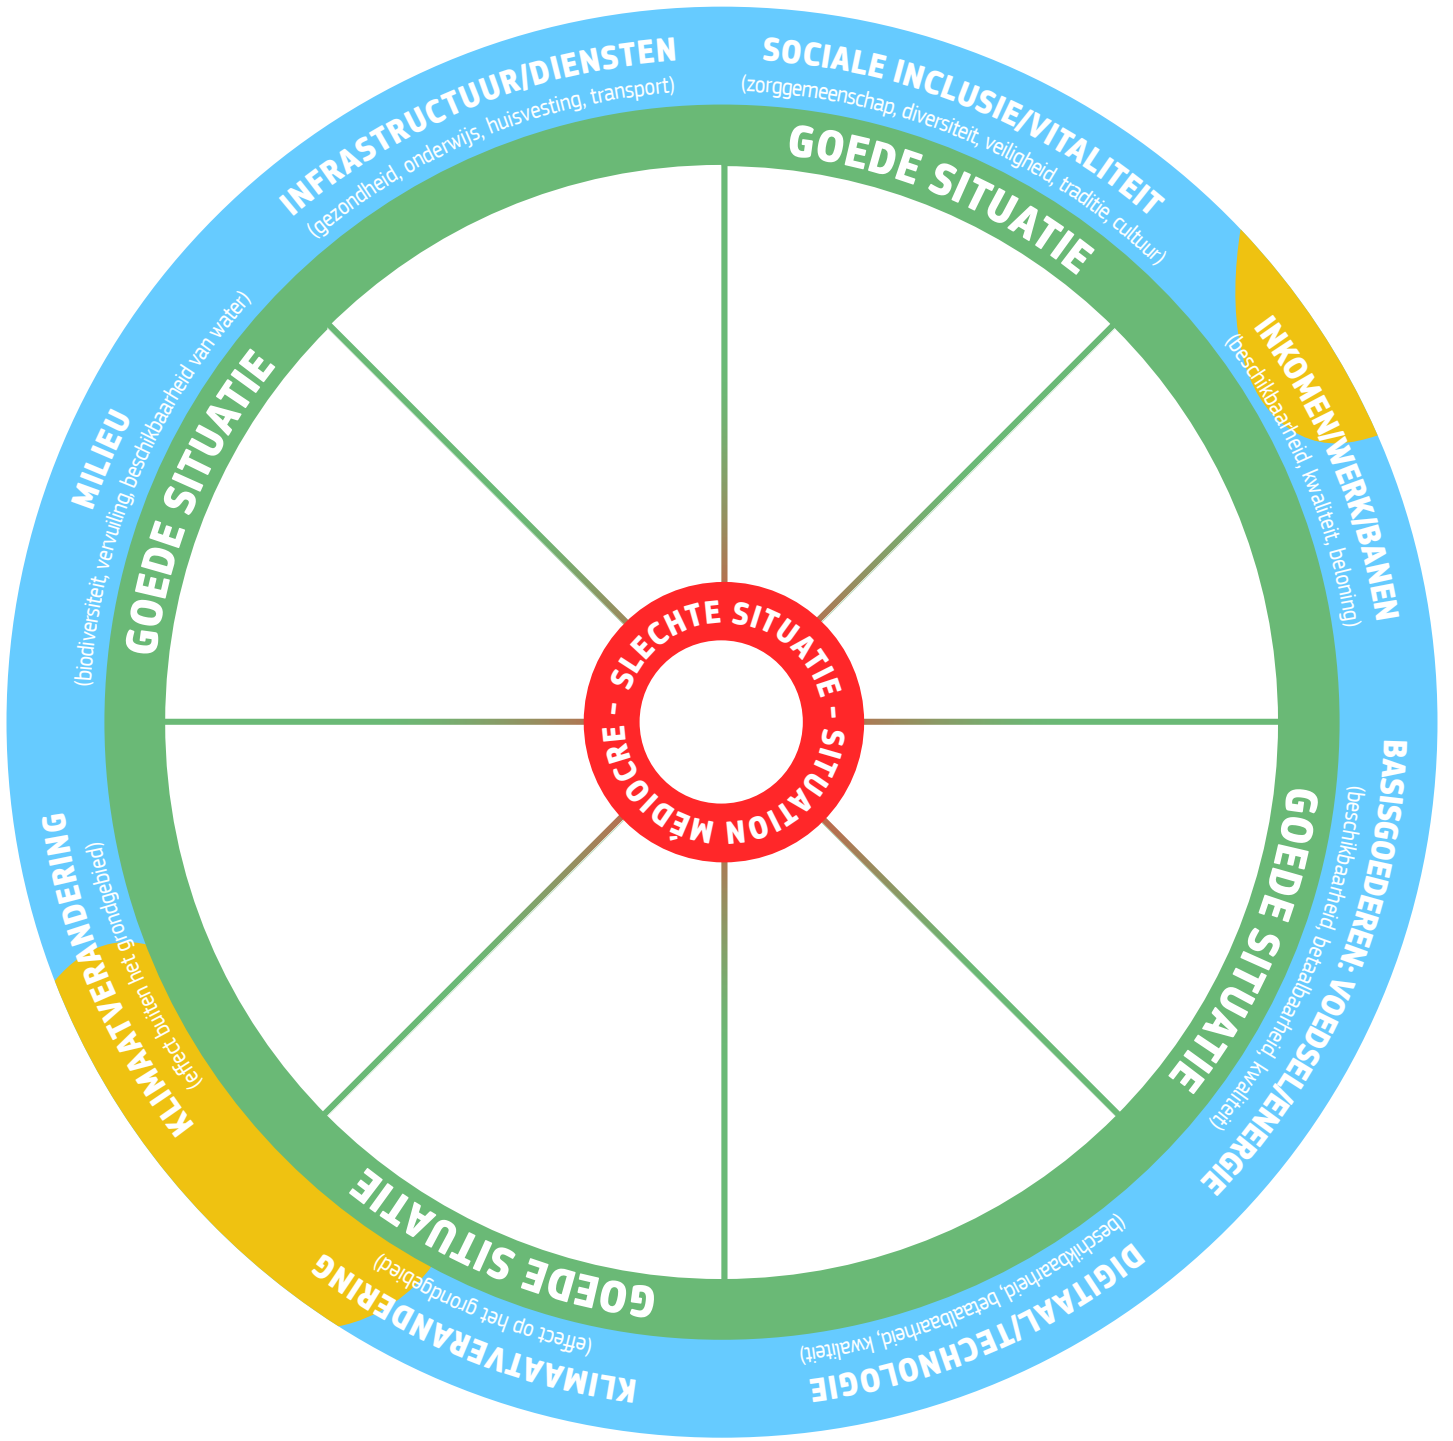 SOCIALE INCLUSIE/VITALITEIT
(zorggemeenschap, diversiteit, veiligheid, traditie, cultuur)
INKOMEN/WERK/BANEN
(beschikbaarheid, kwaliteit, beloning)
BASISGOEDEREN: VOEDSEL/ENERGIE
(beschikbaarheid, betaalbaarheid, kwaliteit)
DIGITAAL/TECHNOLOGIE
(beschikbaarheid, betaalbaarheid, kwaliteit)
KLIMAATVERANDERING
(effect op het grondgebied)
KLIMAATVERANDERING
(effect buiten het grondgebied)
MILIEU
(biodiversiteit, vervuiling, beschikbaarheid van water)
INFRASTRUCTUUR/DIENSTEN
(gezondheid, onderwijs, huisvesting, transport)
GOEDE SITUATIE
GOEDE SITUATIE
GOEDE SITUATIE
GOEDE SITUATIE
SLECHTE SITUATIE – SITUATION MÉDIOCRE –